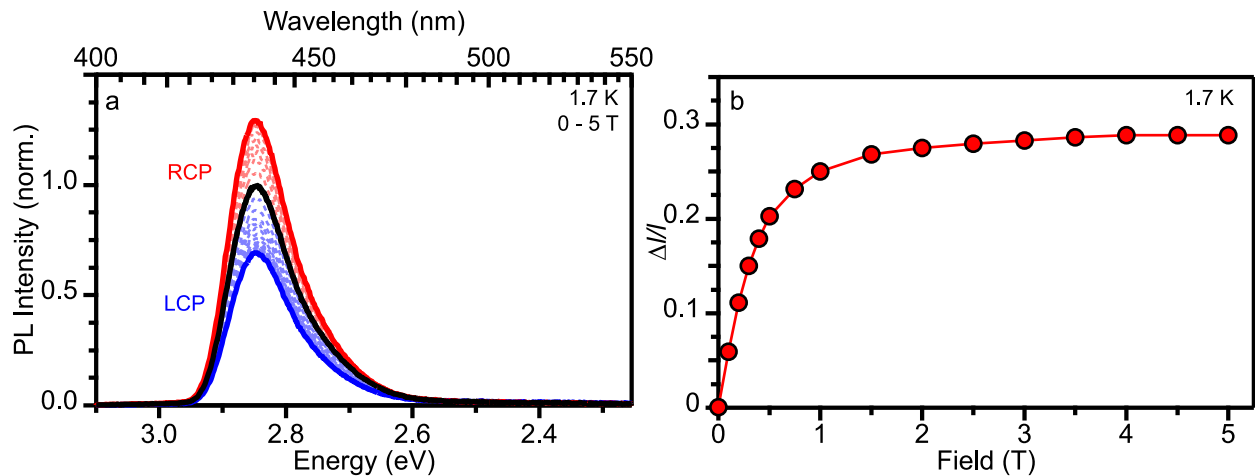 Wavelength (nm)
400 450 500 550
a
1.7 K
0 - 5 T
RCP
LCP
PL Intensity (norm.)
1.0
0.5
0.0
3.0 2.8 2.6 2.4
Energy (eV)
b
1.7 K
ΔI/I
0.3
0.2
0.1
0
0 1 2 3 4 5
Field (T)